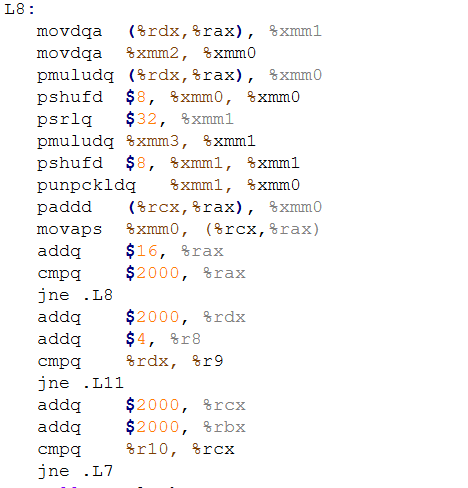 L8:
movdqa (%rdx,%rax), %xmm1
movdqa %xmm2, %xmm0
pmuludq (%rdx,%rax), %xmm0
pshufd $8, %xmm0, %xmm0
psrlq $32, %xmm1
pmuludq %xmm3, %xmm1
pshufd $8, %xmm1, %xmm1
punpckldq %xmm1, %xmm0
paddd (%rcx,%rax), %xmm0
movaps %xmm0, (%rcx,%rax)
addq $16, %rax
cmpq $2000, %rax
jne .L8
addq $2000, %rdx
addq $4, %r8
cmpq %rdx, %r9
jne .L11
addq $2000, %rcx
addq $2000, %rbx
cmpq %r10, %rcx
jne .L7